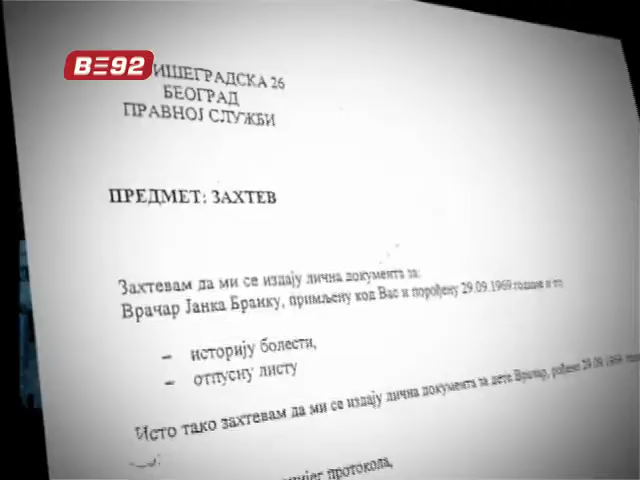 B92
ИШЕГРАДСКА 26
БЕОГРАД
ПРАВНОЈ СЛУЖБИ
ПРЕДМЕТ: ЗАХТЕВ
Захтевам да ми се издају лична документа за:
Врачар Јанка Бранку, примљену код Вас и порођену 29.09.1969 године и то
– историју болести,
– отпусну листу
Исто тако захтевам да ми се издају лична документа за дете Врачар, рођено 29.09.1969
протокола,